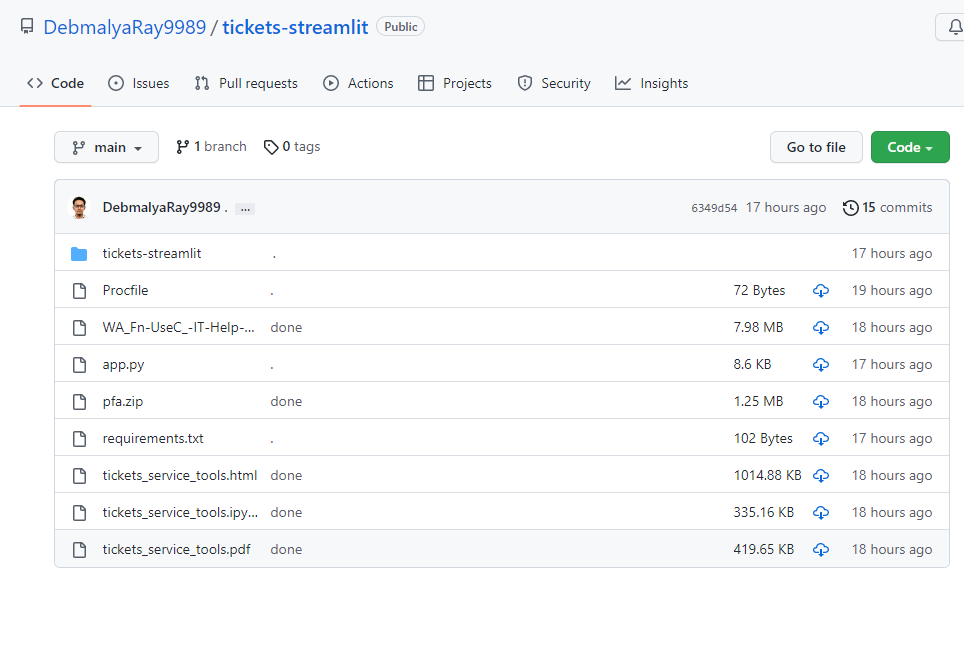 DebmalyaRay9989 / tickets-streamlit Public
Code Issues Pull requests Actions Projects Security Insights
main 1 branch 0 tags Go to file Code
DebmalyaRay9989 . ... 6349d54 17 hours ago 15 commits
tickets-streamlit . 17 hours ago
Procfile . 72 Bytes 19 hours ago
WA_Fn-UseC_-IT-Help-... done 7.98 MB 18 hours ago
app.py . 8.6 KB 17 hours ago
pfa.zip done 1.25 MB 18 hours ago
requirements.txt . 102 Bytes 17 hours ago
tickets_service_tools.html done 1014.88 KB 18 hours ago
tickets_service_tools.ipy... done 335.16 KB 18 hours ago
tickets_service_tools.pdf done 419.65 KB 18 hours ago